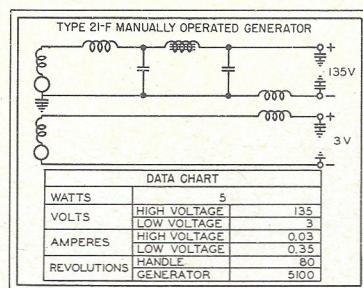 TYPE 21-F MANUALLY OPERATED GENERATOR
+
135V
−
+
3V
−
DATA CHART
WATTS 5
VOLTS HIGH VOLTAGE 135
LOW VOLTAGE 3
AMPERES HIGH VOLTAGE 0.03
LOW VOLTAGE 0.35
REVOLUTIONS HANDLE 80
GENERATOR 5100